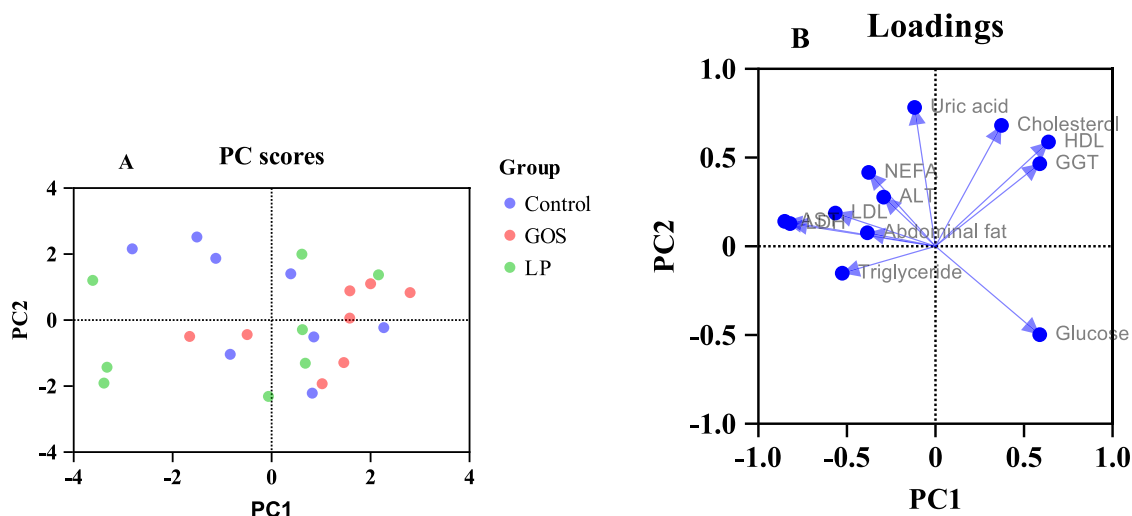 A
PC scores
4
2
0
-2
-4
PC2
-4
-2
0
2
4
PC1
Group
Control
GOS
LP
B
Loadings
1.0
0.5
0
-0.5
-1.0
PC2
Uric acid
Cholesterol
HDL
GGT
NEFA
ALT
LDL
AST
LDH
Abdominal fat
Triglyceride
Glucose
-1.0
-0.5
0
0.5
1.0
PC1